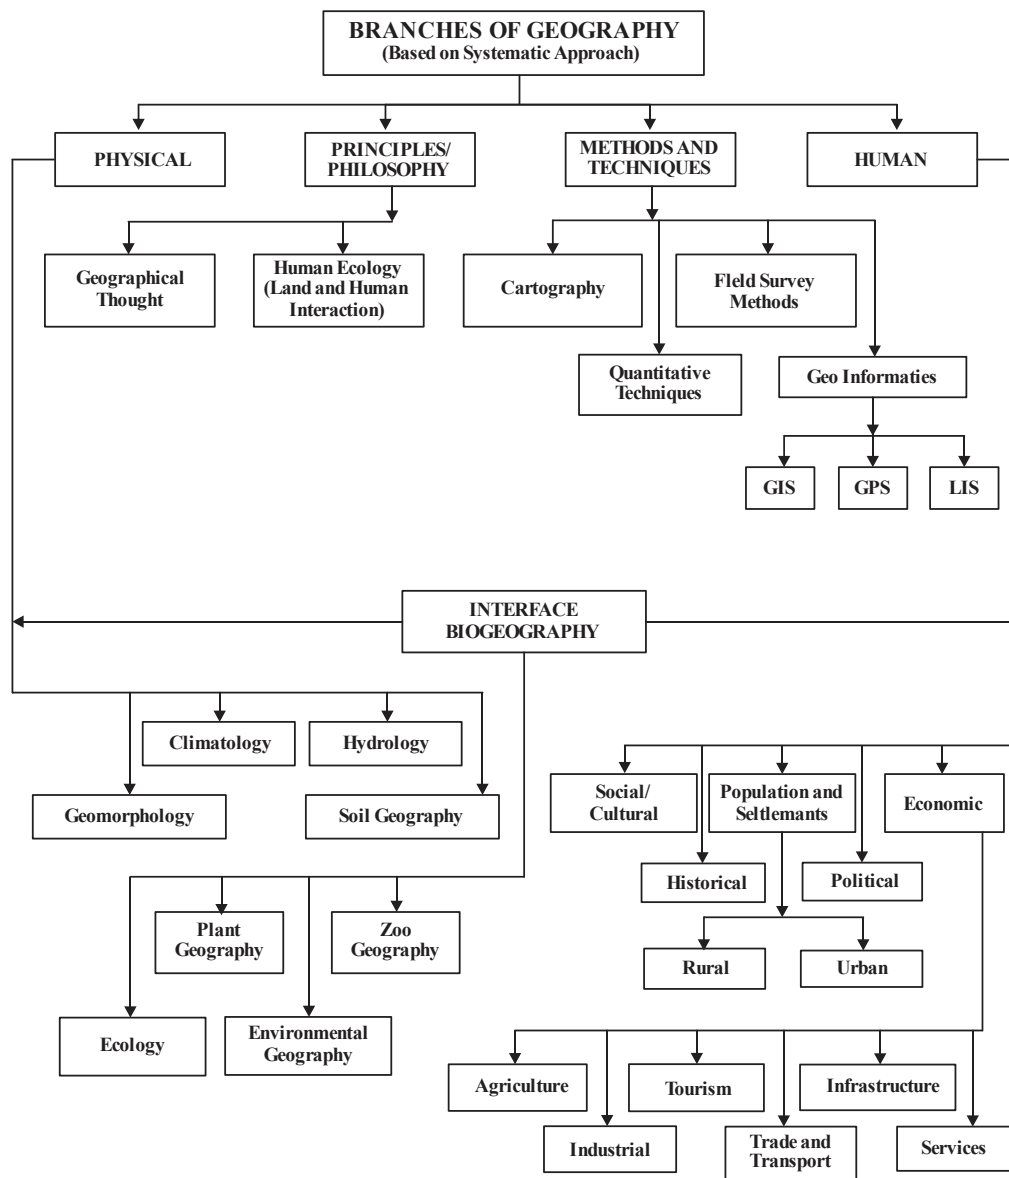 BRANCHES OF GEOGRAPHY
(Based on Systematic Approach)
PHYSICAL
PRINCIPLES/
PHILOSOPHY
METHODS AND
TECHNIQUES
HUMAN
Geographical
Thought
Human Ecology
(Land and Human
Interaction)
Cartography
Fleld Survey
Methods
Quantitative
Techniques
Geo Informaties
GIS
GPS
LIS
INTERFACE
BIOGEOGRAPHY
Climatology
Hydrology
Geomorphology
Soil Geography
Social/
Cultural
Population and
Seltlemants
Economic
Historical
Political
Rural
Urban
Plant
Geography
Zoo
Geography
Ecology
Environmental
Geography
Agriculture
Tourism
Infrastructure
Industrial
Trade and
Transport
Services